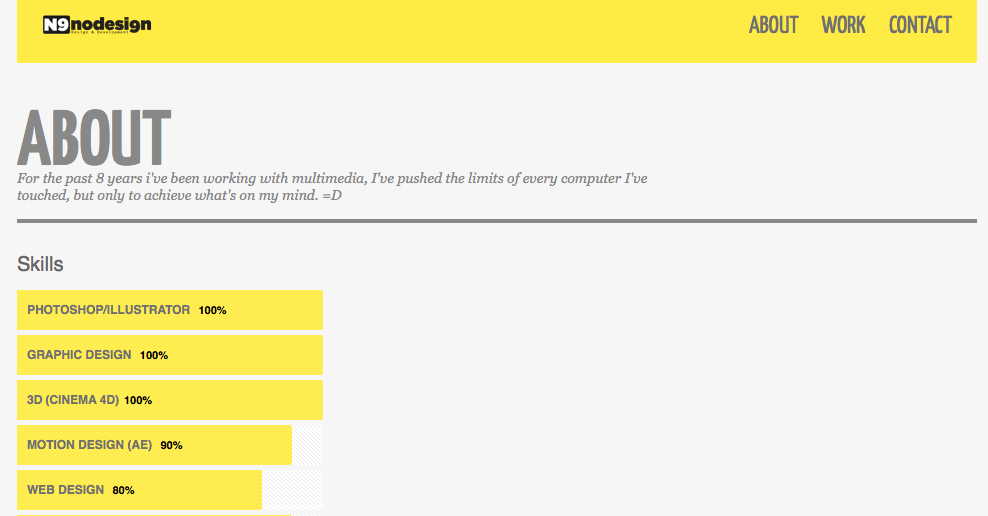 N9nodesign
Design & Development
ABOUT WORK CONTACT
ABOUT
For the past 8 years i've been working with multimedia, I've pushed the limits of every computer I've
touched, but only to achieve what's on my mind. =D
Skills
PHOTOSHOP/ILLUSTRATOR 100%
GRAPHIC DESIGN 100%
3D (CINEMA 4D) 100%
MOTION DESIGN (AE) 90%
WEB DESIGN 80%